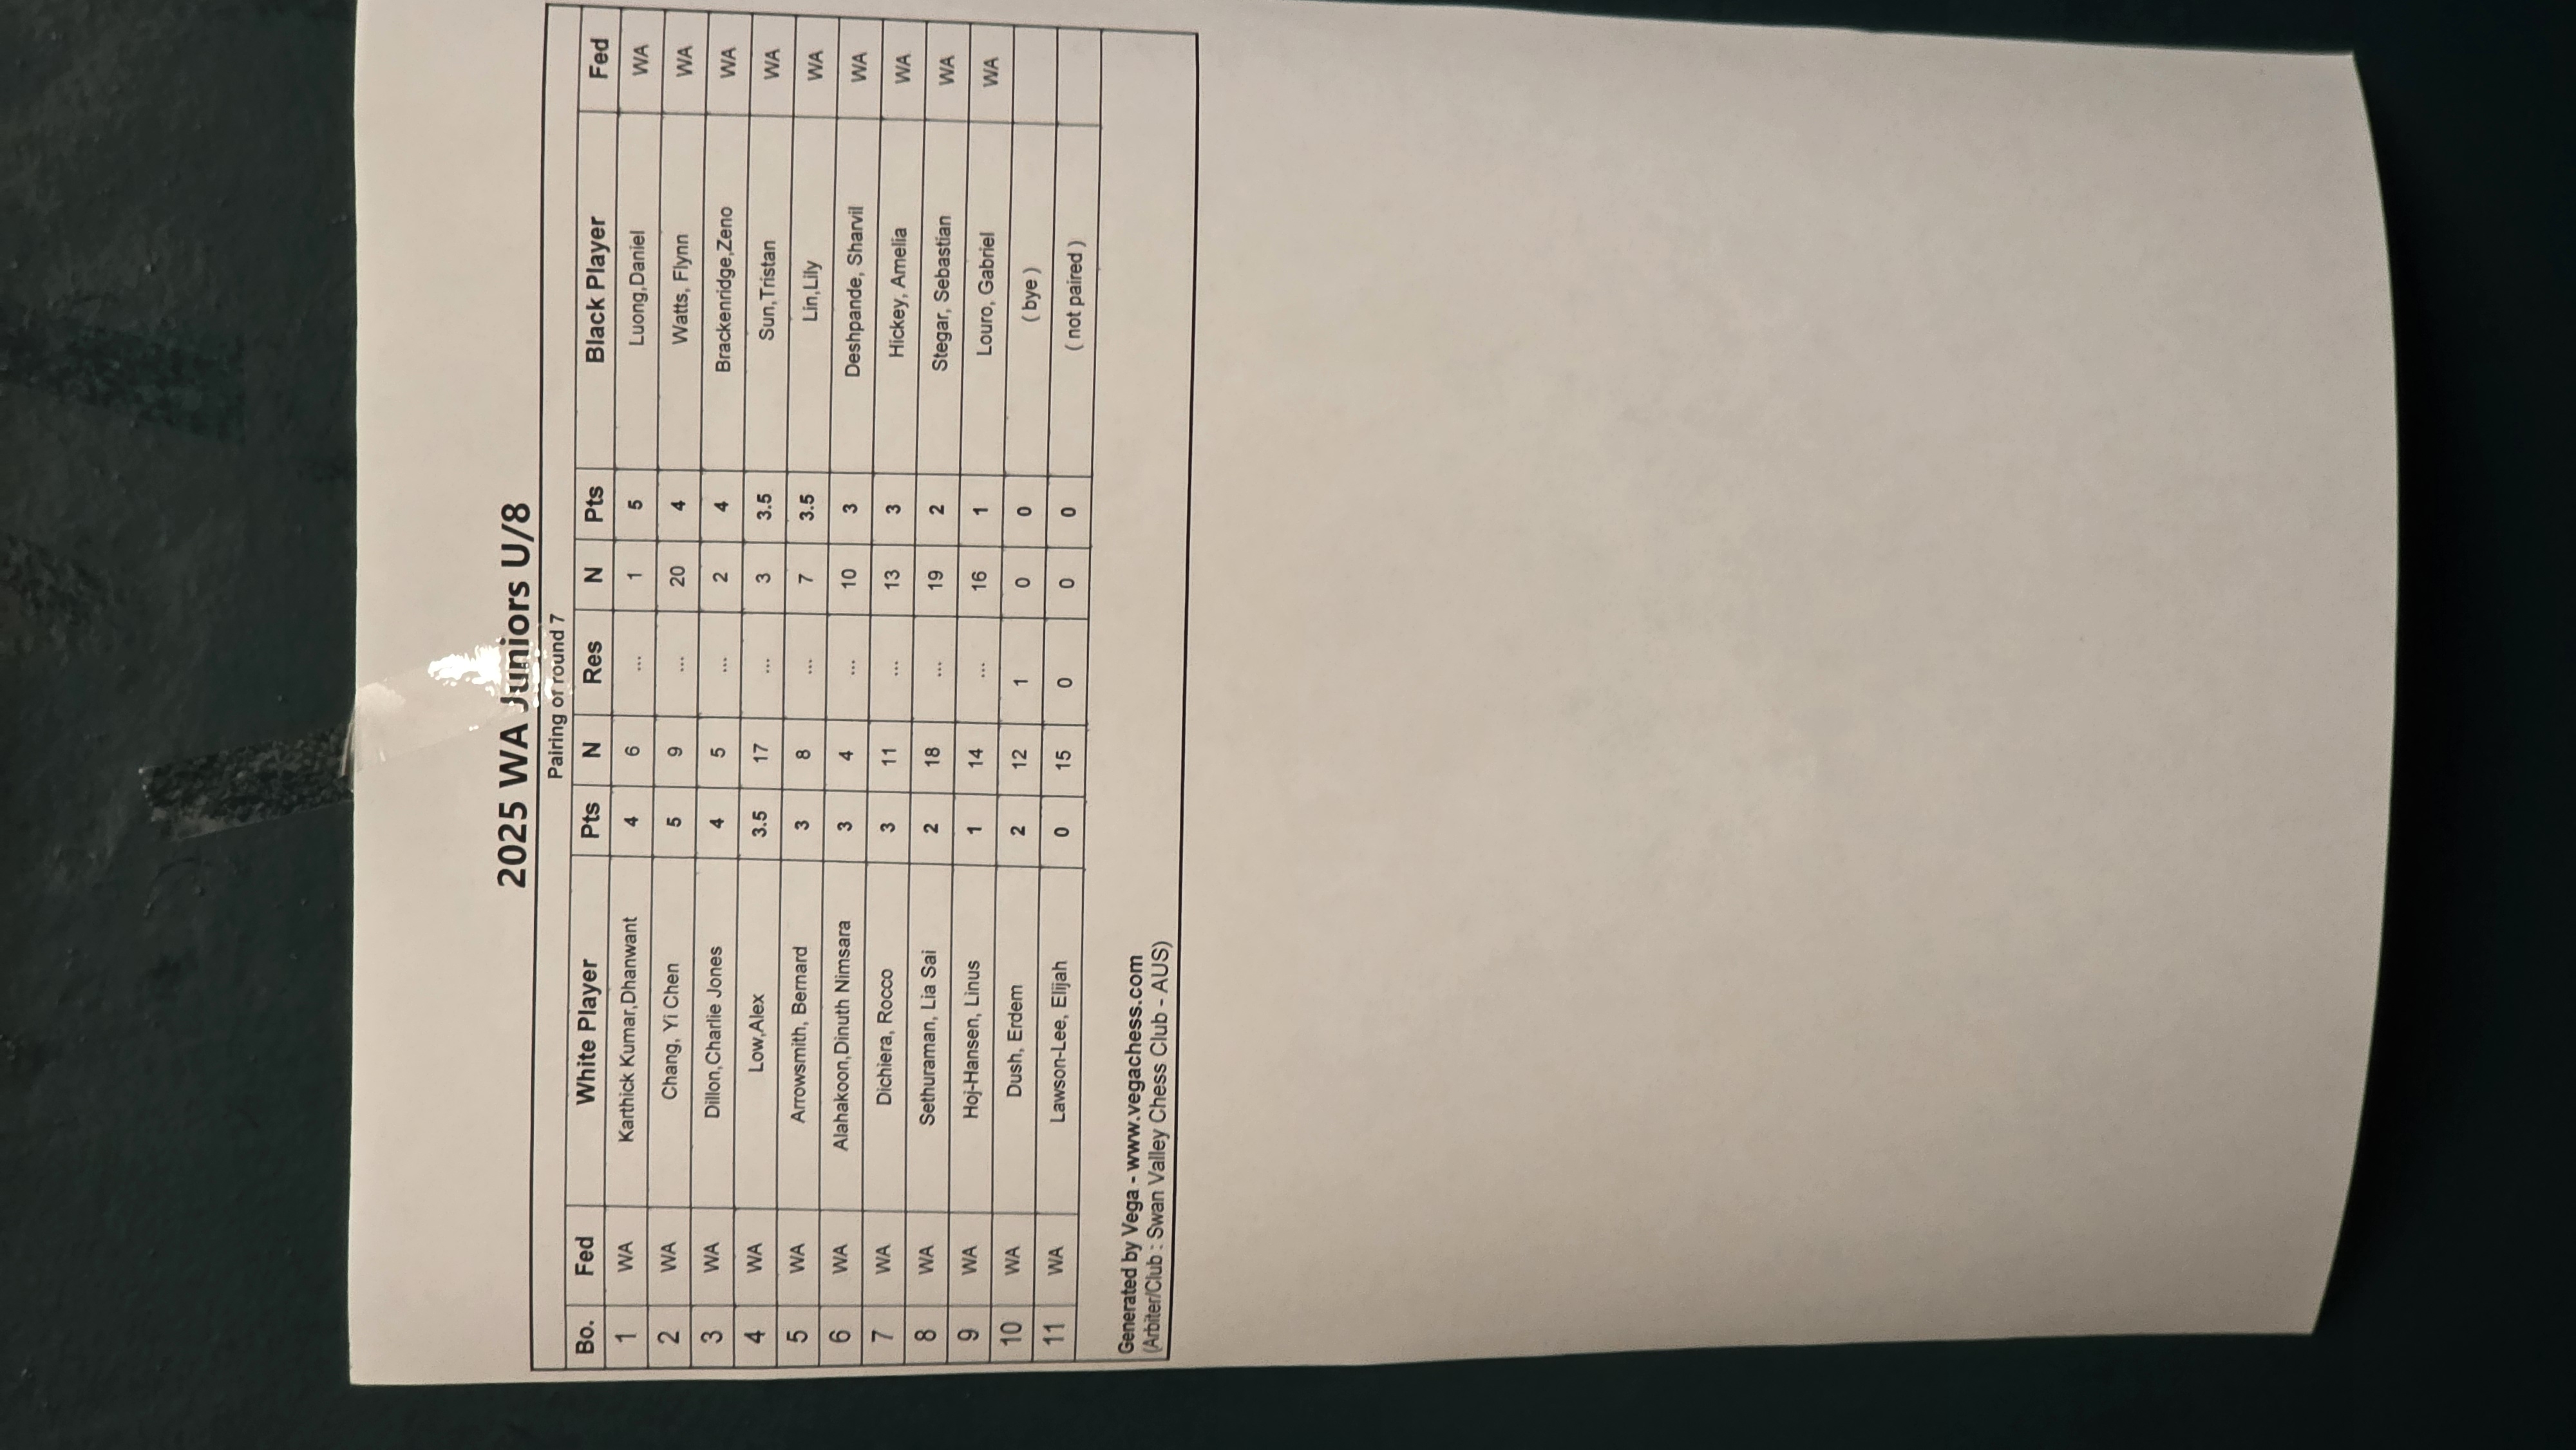 2025 WA Juniors U/8
Pairing of round 7
Bo. Fed White Player Pts N Res N Pts Black Player Fed
1 WA Karthick Kumar,Dhanwant 4 6 ... 1 5 Luong,Daniel WA
2 WA Chang, Yi Chen 5 9 ... 20 4 Watts, Flynn WA
3 WA Dillon,Charlie Jones 4 5 ... 2 4 Brackenridge,Zeno WA
4 WA Low,Alex 3.5 17 ... 3 3.5 Sun,Tristan WA
5 WA Arrowsmith, Bernard 3 8 ... 7 3.5 Lin,Lily WA
6 WA Alahakoon,Dinuth Nimsara 3 4 ... 10 3 Deshpande, Sharvil WA
7 WA Dichiera, Rocco 3 11 ... 13 3 Hickey, Amelia WA
8 WA Sethuraman, Lia Sai 2 18 ... 19 2 Stegar, Sebastian WA
9 WA Hoj-Hansen, Linus 1 14 ... 16 1 Louro, Gabriel WA
10 WA Dush, Erdem 2 12 1 0 0 ( bye )
11 WA Lawson-Lee, Elijah 0 15 0 0 0 ( not paired )
Generated by Vega - www.vegachess.com
(Arbiter/Club : Swan Valley Chess Club - AUS)